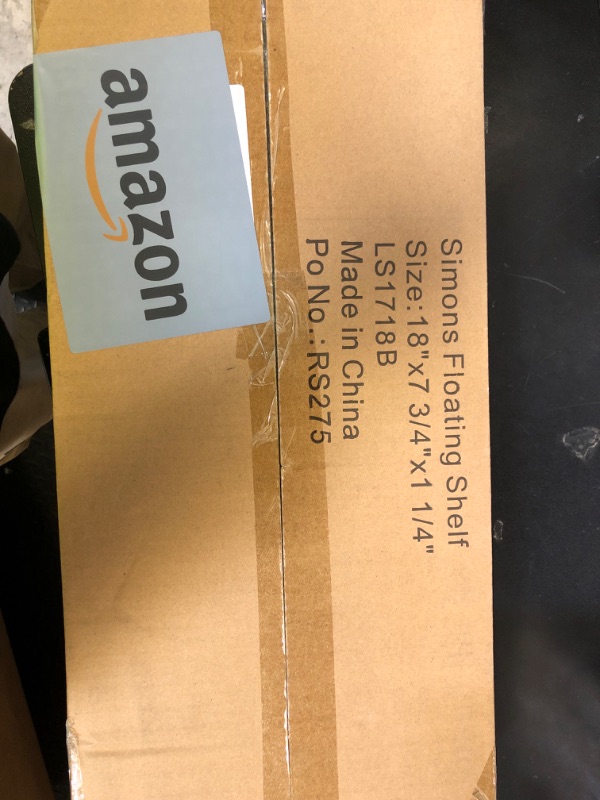 amazon
Simons Floating Shelf
Size:18"x7 3/4"x1 1/4"
LS1718B
Made in China
Po No.:RS275